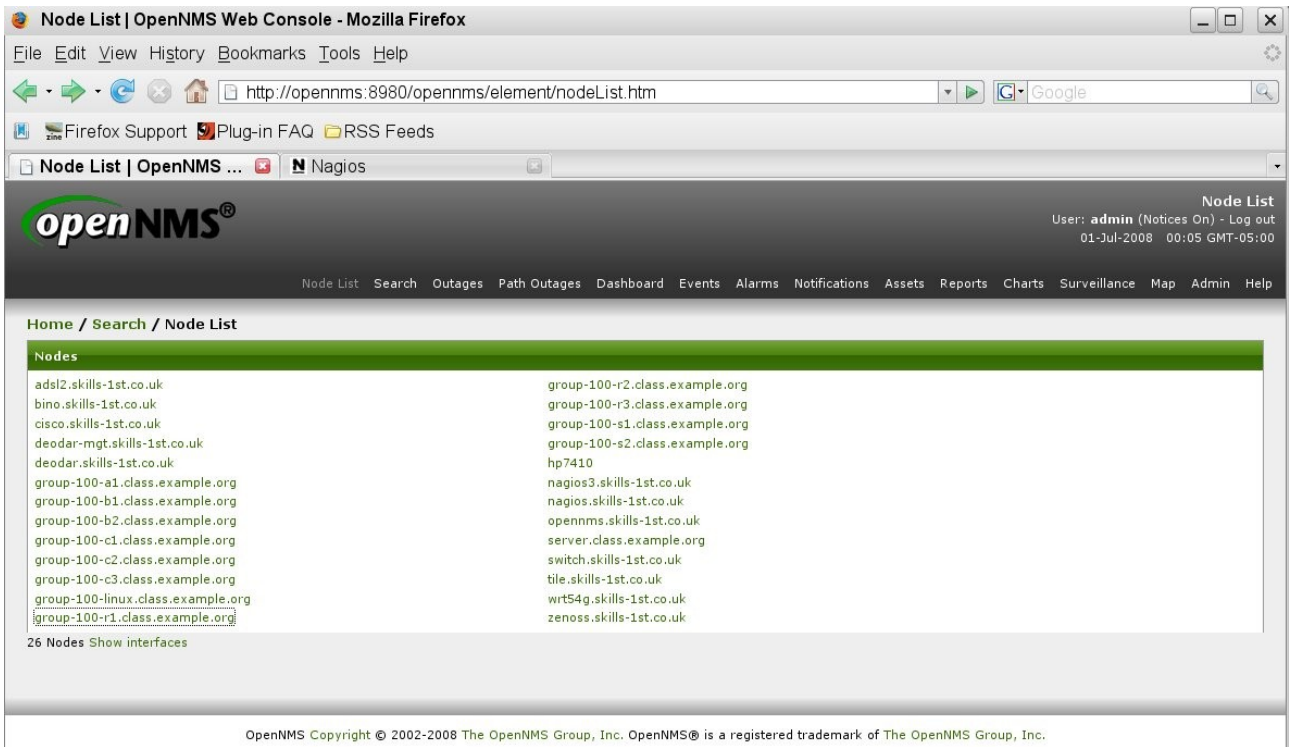 Node List | OpenNMS Web Console - Mozilla Firefox
File Edit View History Bookmarks Tools Help
http://opennms:8980/opennms/element/nodeList.htm
G Google
zine Firefox Support Plug-in FAQ RSS Feeds
Node List | OpenNMS ... N Nagios
openNMS®
Node List
User: admin (Notices On) - Log out
01-Jul-2008 00:05 GMT-05:00
Node List Search Outages Path Outages Dashboard Events Alarms Notifications Assets Reports Charts Surveillance Map Admin Help
Home / Search / Node List
Nodes
adsl2.skills-1st.co.uk
bino.skills-1st.co.uk
cisco.skills-1st.co.uk
deodar-mgt.skills-1st.co.uk
deodar.skills-1st.co.uk
group-100-a1.class.example.org
group-100-b1.class.example.org
group-100-b2.class.example.org
group-100-c1.class.example.org
group-100-c2.class.example.org
group-100-c3.class.example.org
group-100-linux.class.example.org
group-100-r1.class.example.org
group-100-r2.class.example.org
group-100-r3.class.example.org
group-100-s1.class.example.org
group-100-s2.class.example.org
hp7410
nagios3.skills-1st.co.uk
nagios.skills-1st.co.uk
opennms.skills-1st.co.uk
server.class.example.org
switch.skills-1st.co.uk
tile.skills-1st.co.uk
wrt54g.skills-1st.co.uk
zenoss.skills-1st.co.uk
26 Nodes Show interfaces
OpenNMS Copyright © 2002-2008 The OpenNMS Group, Inc. OpenNMS® is a registered trademark of The OpenNMS Group, Inc.